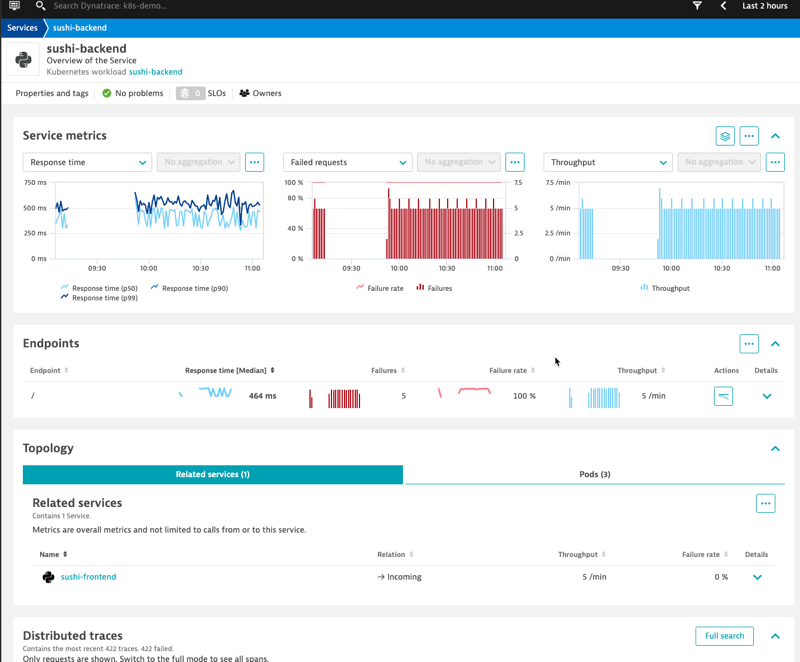 Search Dynatrace: k8s-demo...
Last 2 hours
Services
sushi-backend
sushi-backend
Overview of the Service
Kubernetes workload sushi-backend
Properties and tags
No problems
0 SLOs
Owners
Service metrics
Response time
No aggregation
Failed requests
No aggregation
Throughput
No aggregation
750 ms
500 ms
250 ms
0 ms
09:30 10:00 10:30 11:00
Response time (p50)
Response time (p90)
Response time (p99)
100 %
80 %
40 %
0 %
7.5
5
2.5
0
09:30 10:00 10:30 11:00
Failure rate
Failures
7.5 /min
5 /min
2.5 /min
0 /min
09:30 10:00 10:30 11:00
Throughput
Endpoints
Endpoint Response time [Median] Failures Failure rate Throughput Actions Details
/ 464 ms 5 100 % 5 /min
Topology
Related services (1)
Pods (3)
Related services
Contains 1 Service.
Metrics are overall metrics and not limited to calls from or to this service.
Name Relation Throughput Failure rate Details
sushi-frontend → Incoming 5 /min 0 %
Distributed traces
Full search
Contains the most recent 422 traces. 422 failed.
Only requests are shown. Switch to the full mode to see all spans.